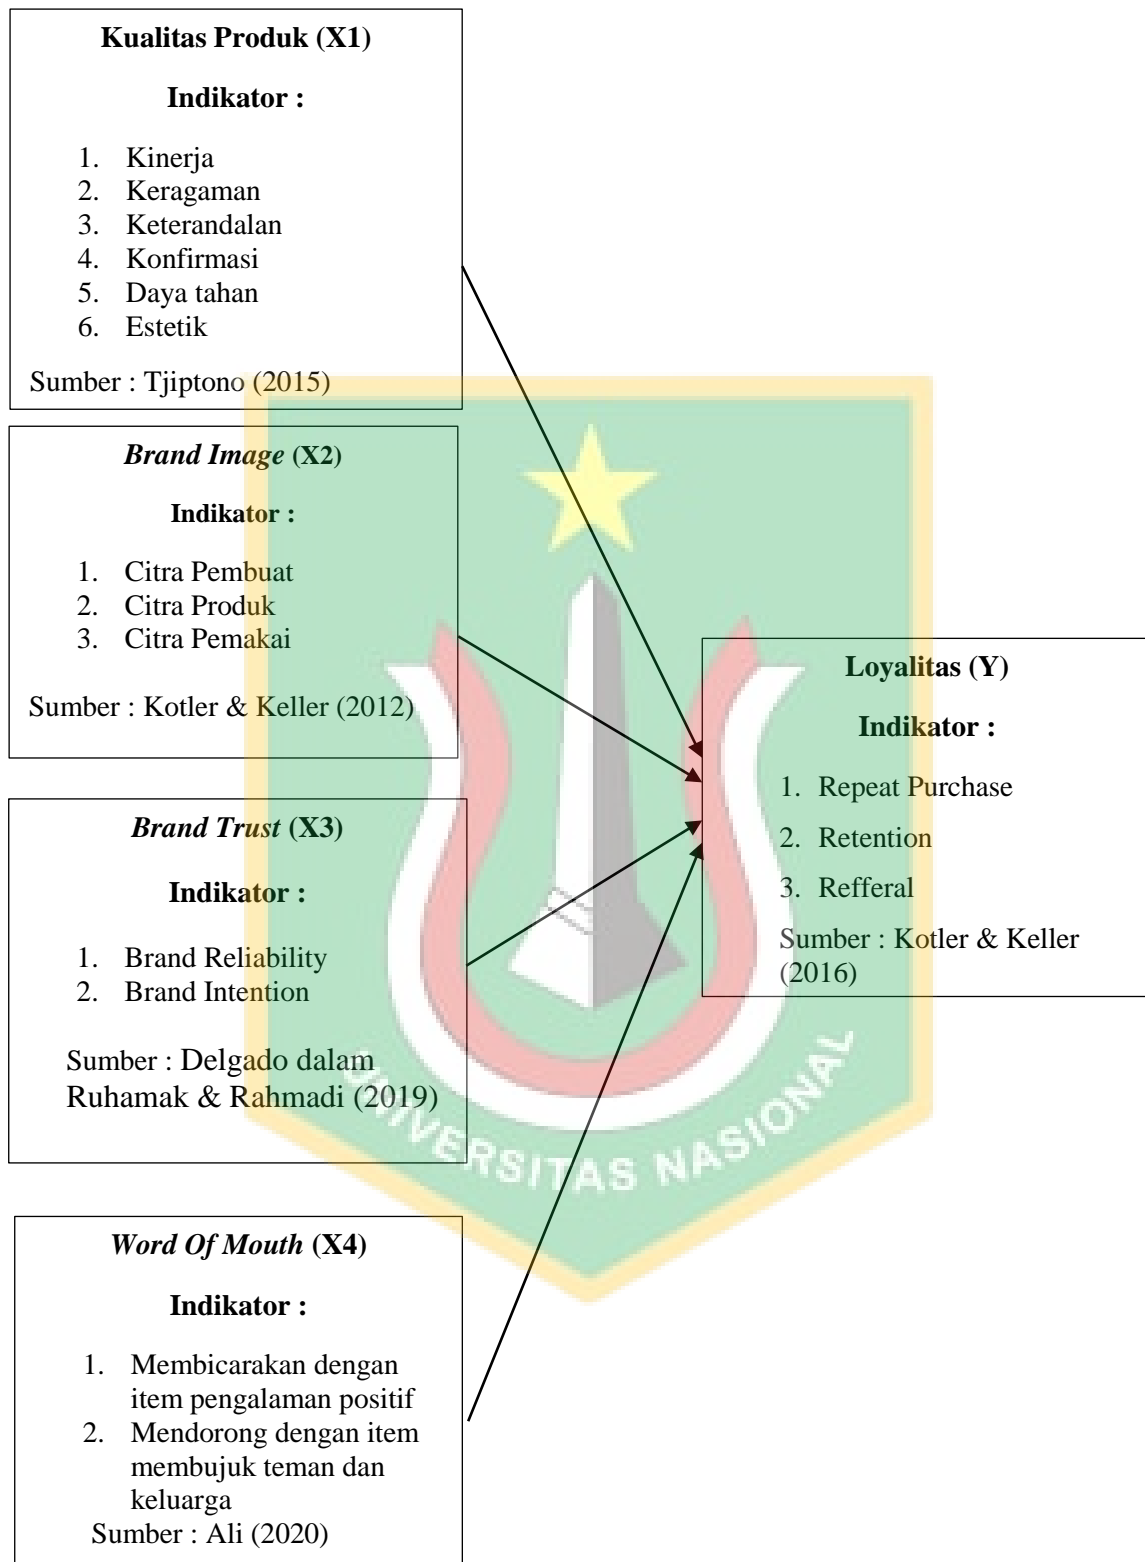 Kualitas Produk (X1)
Indikator :
1. Kinerja
2. Keragaman
3. Keterandalan
4. Konfirmasi
5. Daya tahan
6. Estetik
Sumber : Tjiptono (2015)
Brand Image (X2)
Indikator :
1. Citra Pembuat
2. Citra Produk
3. Citra Pemakai
Sumber : Kotler & Keller (2012)
Brand Trust (X3)
Indikator :
1. Brand Reliability
2. Brand Intention
Sumber : Delgado dalam
Ruhamak & Rahmadi (2019)
Word Of Mouth (X4)
Indikator :
1. Membicarakan dengan
item pengalaman positif
2. Mendorong dengan item
membujuk teman dan
keluarga
Sumber : Ali (2020)
Loyalitas (Y)
Indikator :
1. Repeat Purchase
2. Retention
3. Refferal
Sumber : Kotler & Keller
(2016)
UNIVERSITAS NASIONAL